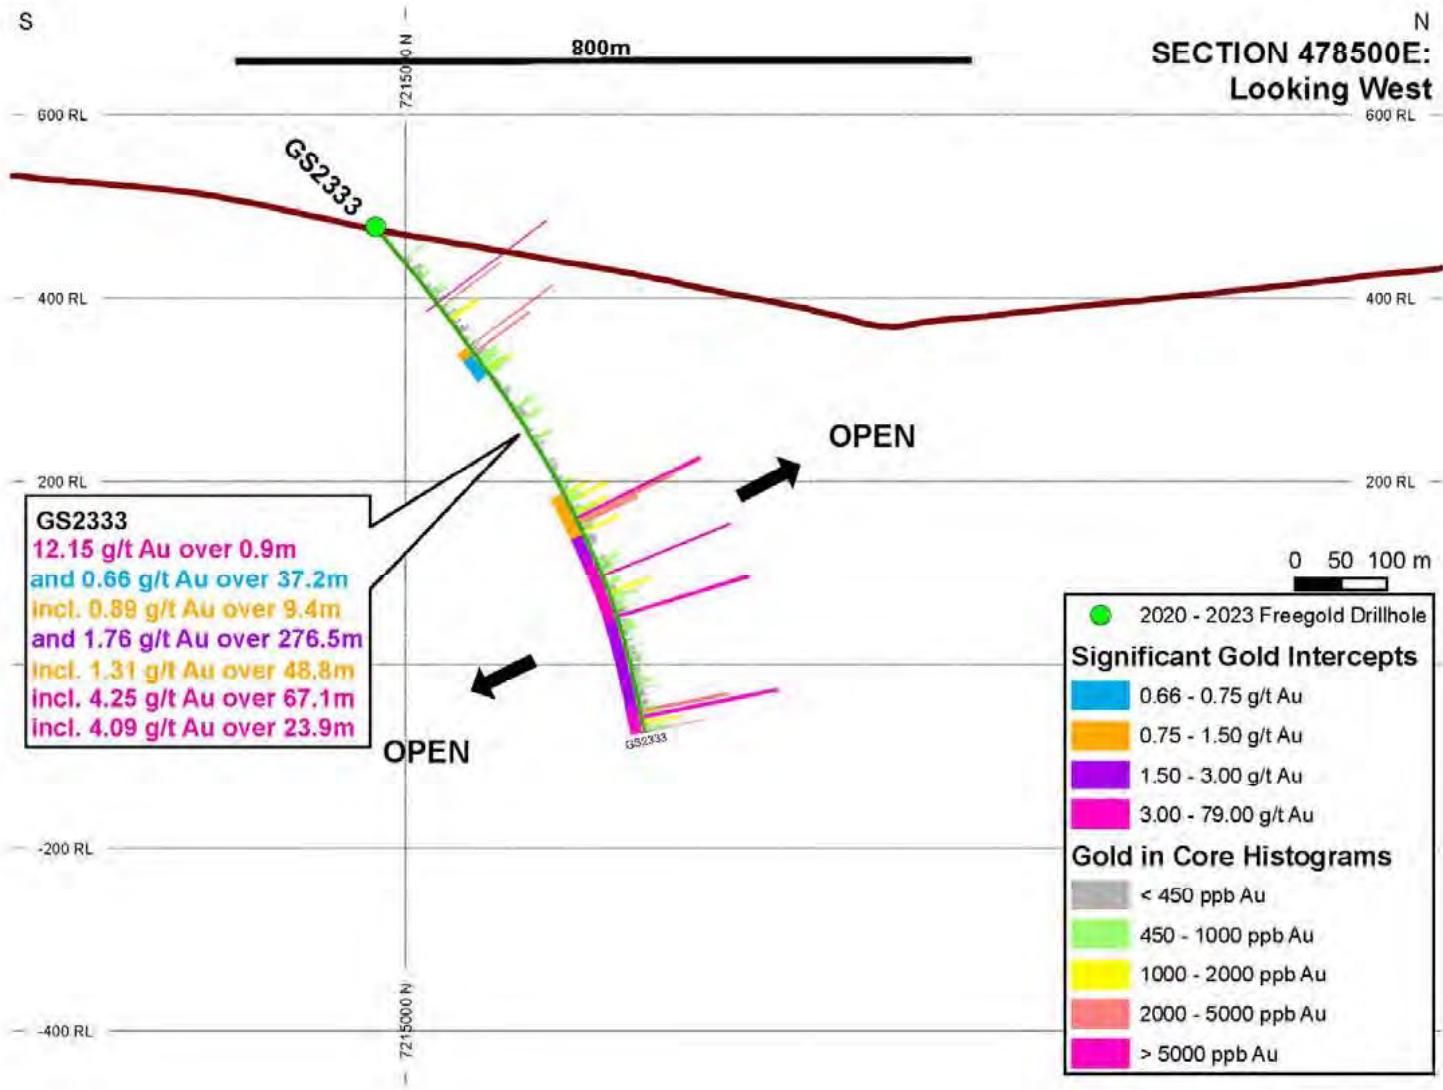 S
N
SECTION 478500E:
Looking West
800m
7215000 N
600 RL
600 RL
GS2333
400 RL
400 RL
OPEN
200 RL
200 RL
GS2333
12.15 g/t Au over 0.9m
and 0.66 g/t Au over 37.2m
incl. 0.89 g/t Au over 9.4m
and 1.76 g/t Au over 276.5m
incl. 1.31 g/t Au over 48.8m
incl. 4.25 g/t Au over 67.1m
incl. 4.09 g/t Au over 23.9m
OPEN
GS2333
0 50 100 m
2020 - 2023 Freegold Drillhole
Significant Gold Intercepts
0.66 - 0.75 g/t Au
0.75 - 1.50 g/t Au
1.50 - 3.00 g/t Au
3.00 - 79.00 g/t Au
Gold in Core Histograms
< 450 ppb Au
450 - 1000 ppb Au
1000 - 2000 ppb Au
2000 - 5000 ppb Au
> 5000 ppb Au
-200 RL
-400 RL
7215000 N